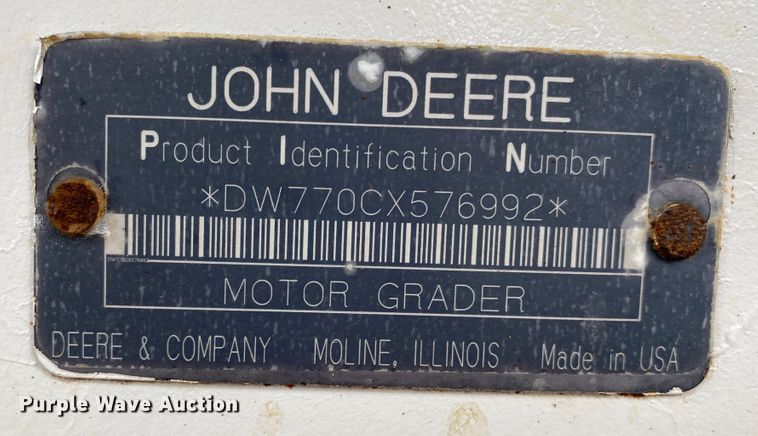 JOHN DEERE
Product Identification Number
*DW770CX576992*
MOTOR GRADER
DEERE & COMPANY MOLINE, ILLINOIS Made in USA
Purple Wave Auction